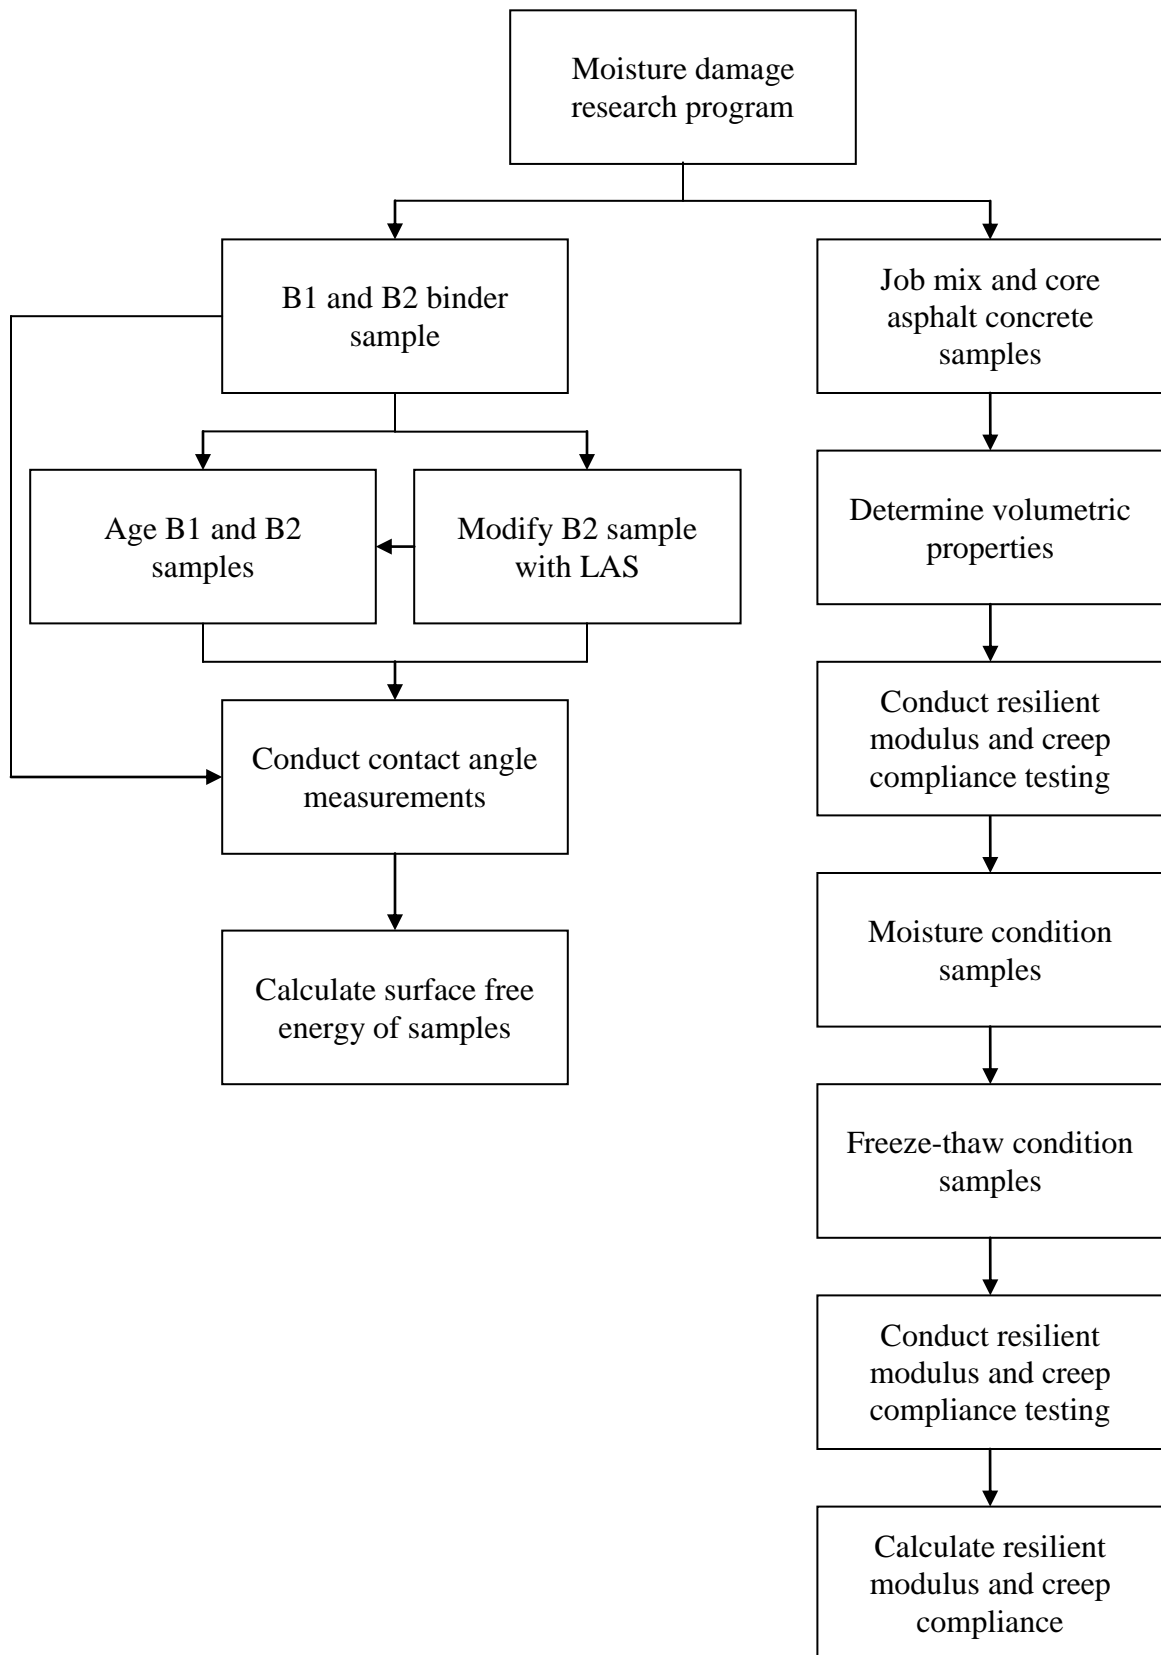 Moisture damage
research program
B1 and B2 binder
sample
Job mix and core
asphalt concrete
samples
Age B1 and B2
samples
Modify B2 sample
with LAS
Determine volumetric
properties
Conduct contact angle
measurements
Conduct resilient
modulus and creep
compliance testing
Calculate surface free
energy of samples
Moisture condition
samples
Freeze-thaw condition
samples
Conduct resilient
modulus and creep
compliance testing
Calculate resilient
modulus and creep
compliance